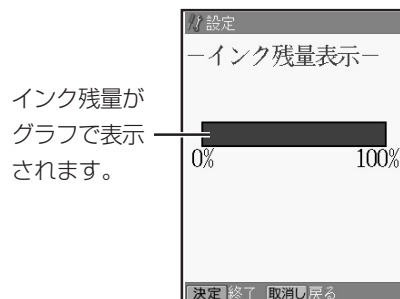 設定
－インク残量表示－
インク残量が
グラフで表示
されます。
0% 100%
決定 終了 取消し 戻る